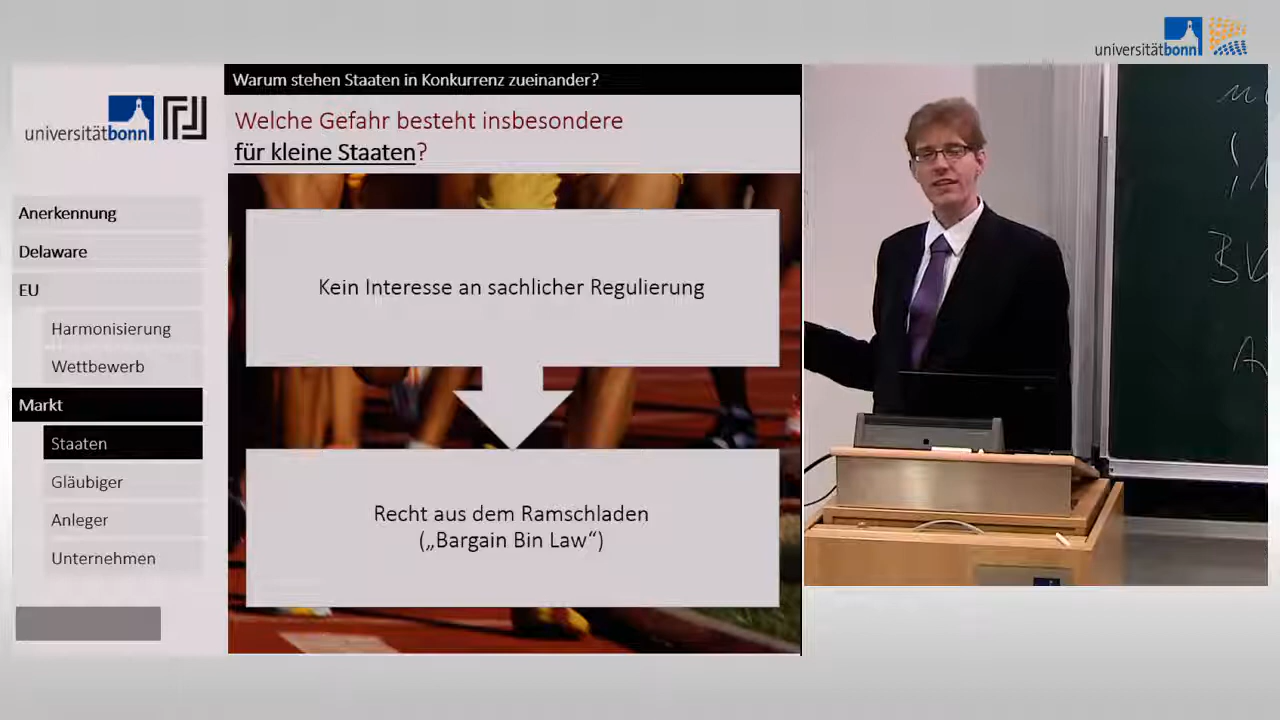 universitätbonn
Warum stehen Staaten in Konkurrenz zueinander?
universitätbonn
Welche Gefahr besteht insbesondere
für kleine Staaten?
Anerkennung
Delaware
EU
Harmonisierung
Wettbewerb
Markt
Staaten
Gläubiger
Anleger
Unternehmen
Kein Interesse an sachlicher Regulierung
Recht aus dem Ramschladen
(„Bargain Bin Law“)